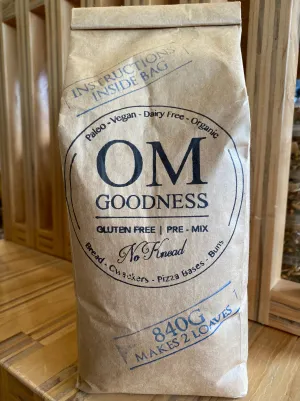 INSTRUCTIONS
INSIDE BAG
Paleo - Vegan - Dairy Free - Organic
OM
GOODNESS
GLUTEN FREE | PRE - MIX
No Knead
Bread - Crackers - Pizza Bases - Buns
840G
MAKES 2 LOAVES